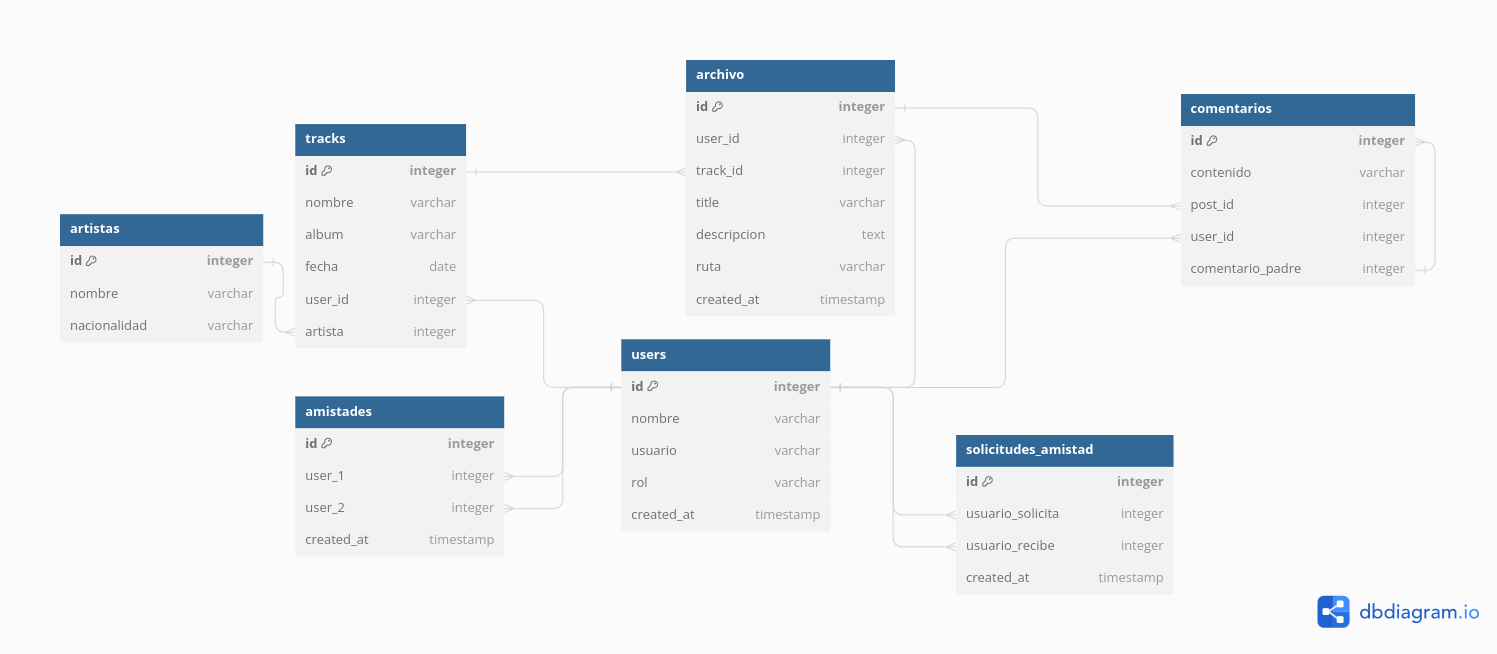 artistas
id integer
nombre varchar
nacionalidad varchar
tracks
id integer
nombre varchar
album varchar
fecha date
user_id integer
artista integer
amistades
id integer
user_1 integer
user_2 integer
created_at timestamp
archivo
id integer
user_id integer
track_id integer
title varchar
descripcion text
ruta varchar
created_at timestamp
users
id integer
nombre varchar
usuario varchar
rol varchar
created_at timestamp
comentarios
id integer
contenido varchar
post_id integer
user_id integer
comentario_padre integer
solicitudes_amistad
id integer
usuario_solicita integer
usuario_recibe integer
created_at timestamp
dbdiagram.io